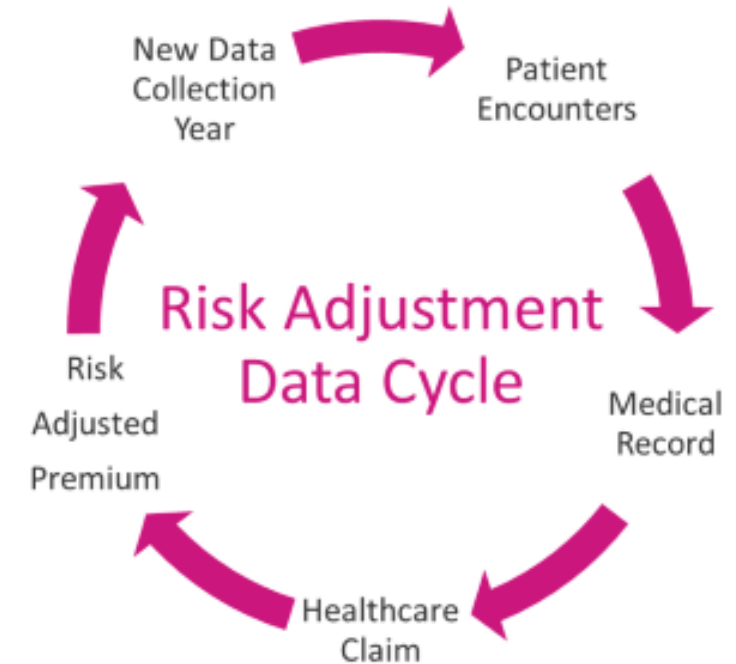 New Data
Collection
Year
Patient
Encounters
Risk Adjustment
Data Cycle
Risk
Adjusted
Premium
Medical
Record
Healthcare
Claim